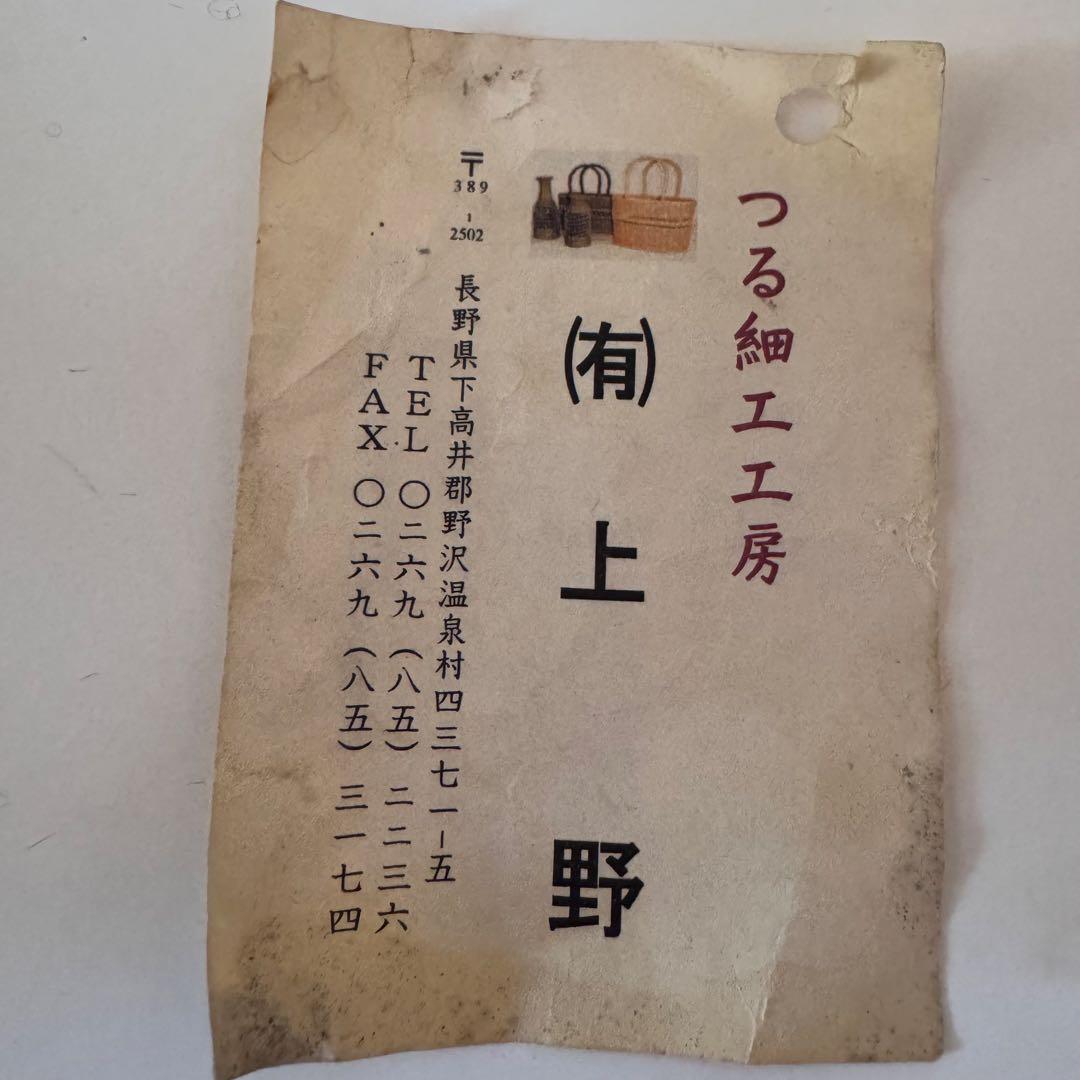 つる細工工房
㈲上野
〒389-2502
長野県下高井郡野沢温泉村四三七一-五
TEL 〇二六九(八五)二二三六
FAX 〇二六九(八五)三一七四